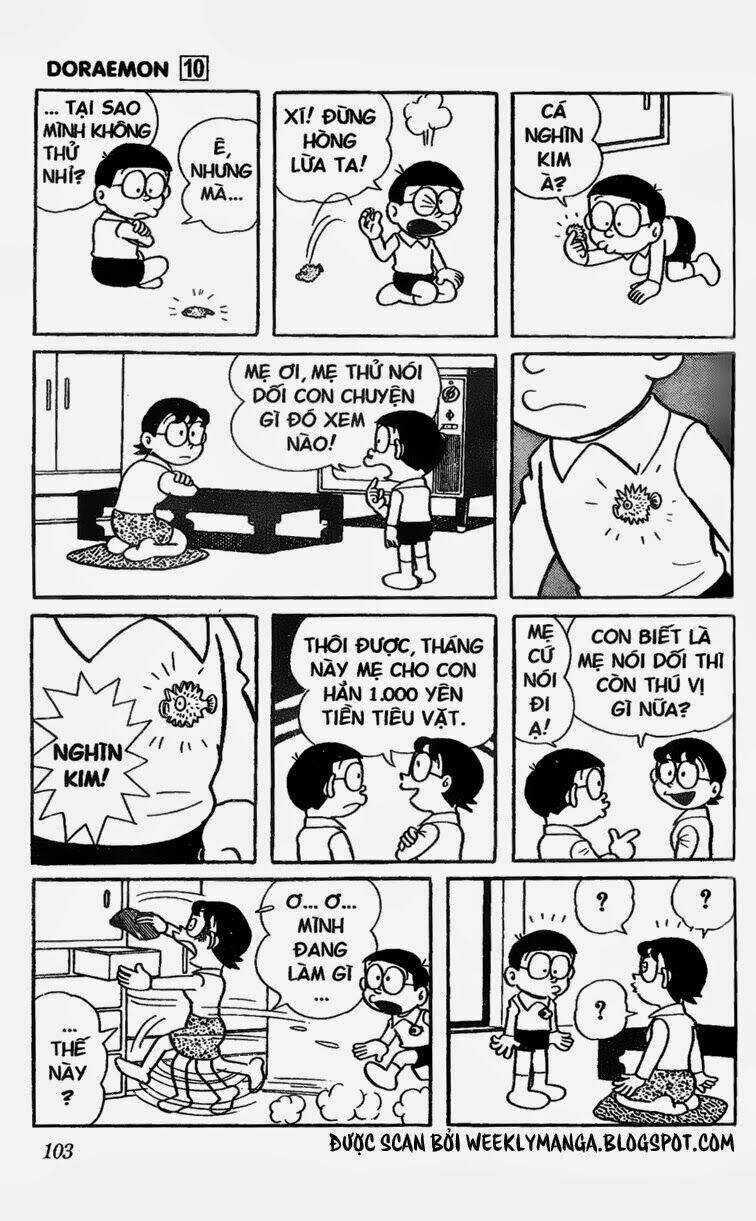 DORAEMON 10
CÁ
NGHÌN
KIM
À?
XÍ! ĐỪNG
HÒNG
LỪA TA!
Ê,
NHƯNG
MÀ...
... TẠI SAO
MÌNH KHÔNG
THỬ
NHỈ?
MẸ ƠI, MẸ THỬ NÓI
DỐI CON CHUYỆN
GÌ ĐÓ XEM
NÀO!
CON BIẾT LÀ
MẸ NÓI DỐI THÌ
CÒN THÚ VỊ
GÌ NỮA?
MẸ
CỨ
NÓI
ĐI
Ạ!
THÔI ĐƯỢC, THÁNG
NÀY MẸ CHO CON
HẲN 1.000 YÊN
TIỀN TIÊU VẶT.
NGHÌN
KIM!
?
?
?
Ơ... Ơ...
MÌNH
ĐANG
LÀM GÌ
...
...
THẾ
NÀY
?
103
ĐƯỢC SCAN BỞI WEEKLYMANGA.BLOGSPOT.COM